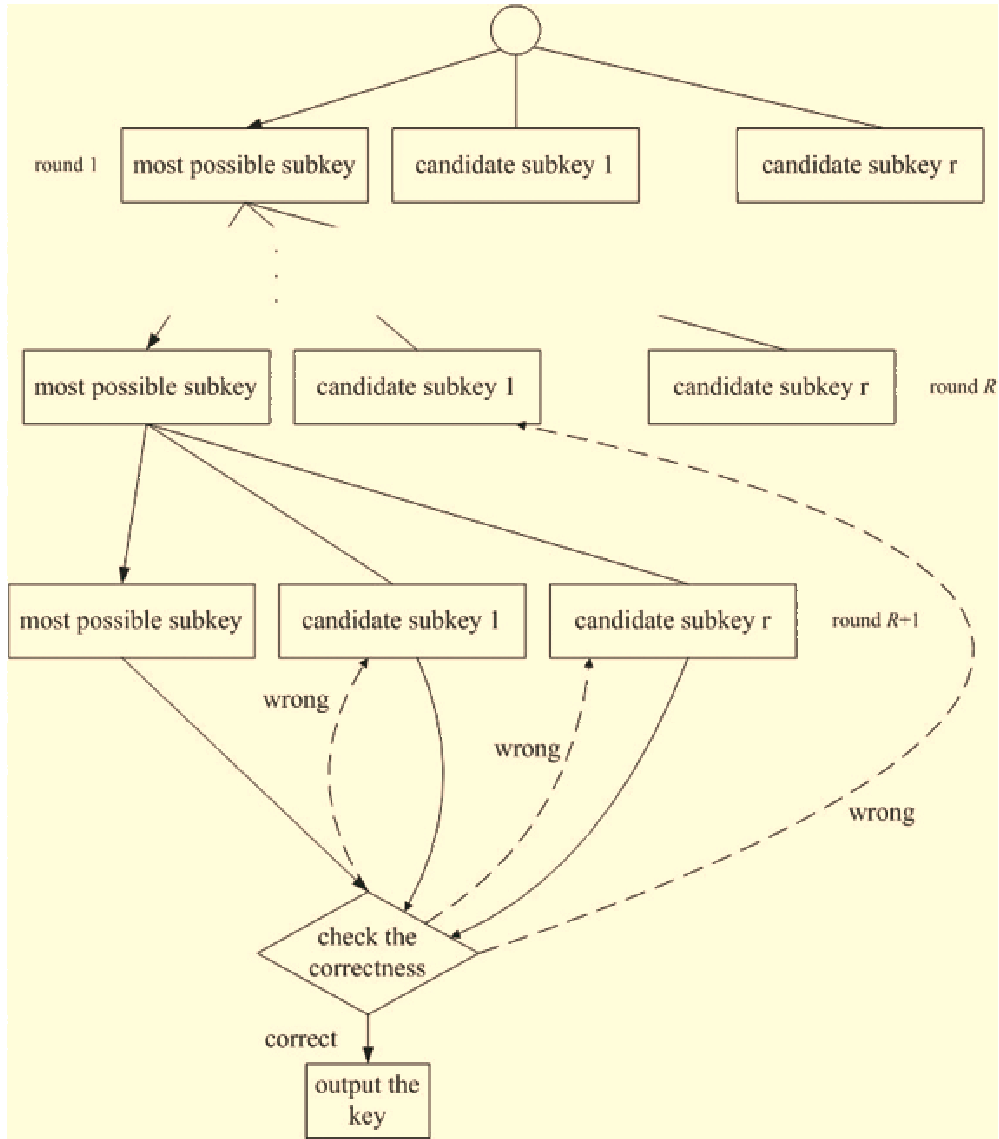 round 1
most possible subkey
candidate subkey 1
candidate subkey r
most possible subkey
candidate subkey 1
candidate subkey r
round R
most possible subkey
candidate subkey 1
candidate subkey r
round R+1
wrong
wrong
wrong
check the
correctness
correct
output the
key